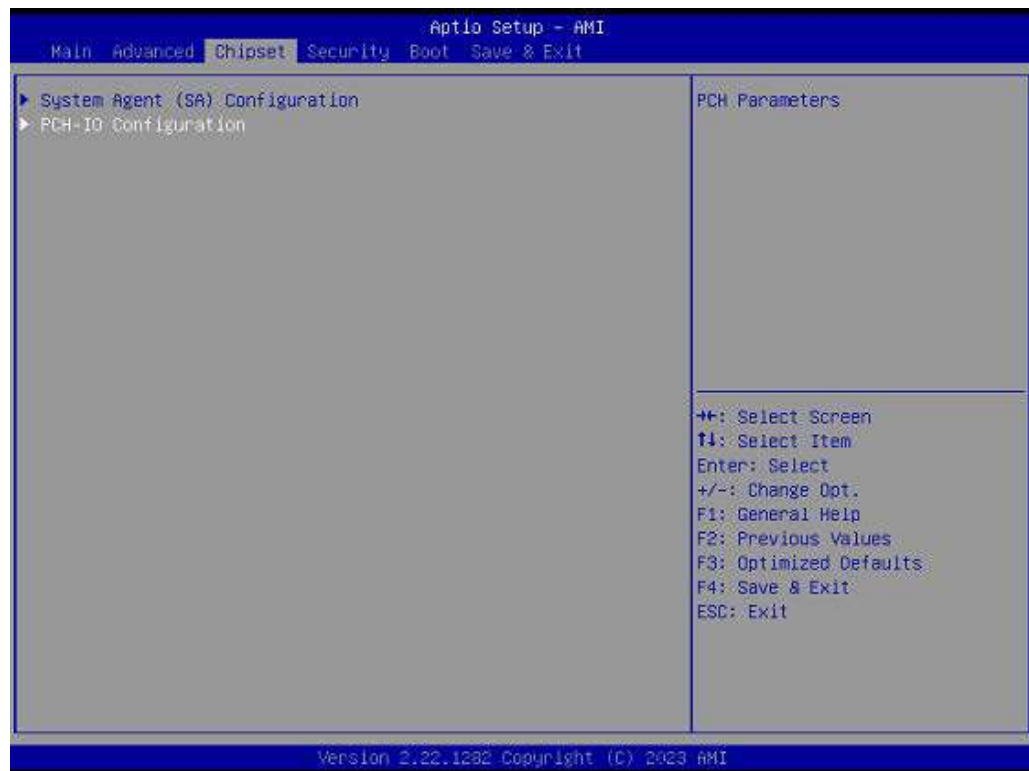 Aptio Setup - AMI
Main Advanced Chipset Security Boot Save & Exit
▶ System Agent (SA) Configuration
▶ PCH-IO Configuration
PCH Parameters
→←: Select Screen
↑↓: Select Item
Enter: Select
+/-: Change Opt.
F1: General Help
F2: Previous Values
F3: Optimized Defaults
F4: Save & Exit
ESC: Exit
Version 2.22.1282 Copyright (C) 2023 AMI